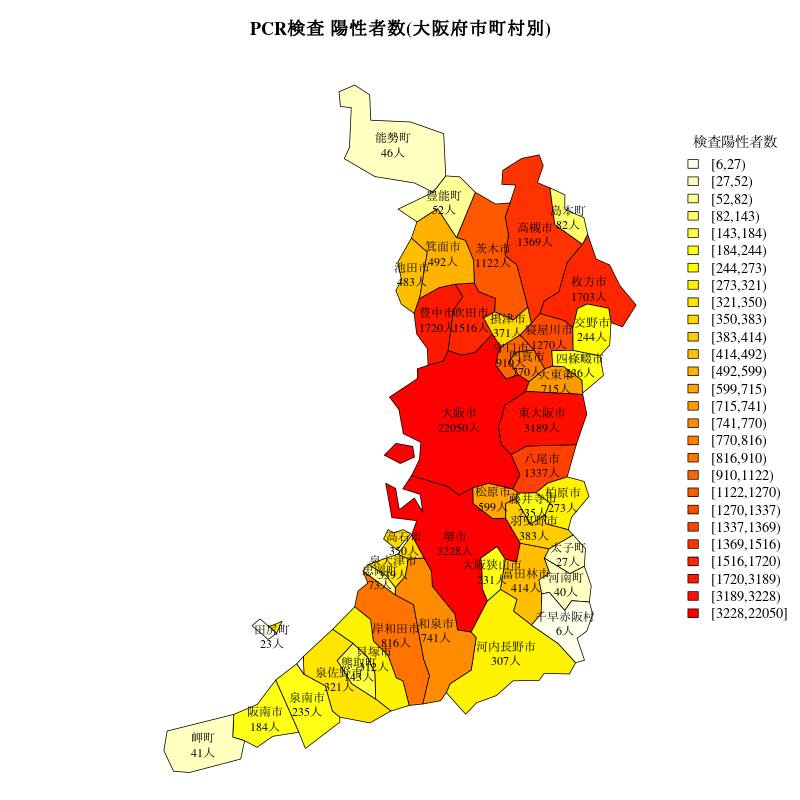 PCR検査 陽性者数(大阪府市町村別)
検査陽性者数
[6,27)
[27,52)
[52,82)
[82,143)
[143,184)
[184,244)
[244,273)
[273,321)
[321,350)
[350,383)
[383,414)
[414,492)
[492,599)
[599,715)
[715,741)
[741,770)
[770,816)
[816,910)
[910,1122)
[1122,1270)
[1270,1337)
[1337,1369)
[1369,1516)
[1516,1720)
[1720,3189)
[3189,3228)
[3228,22050]
能勢町
46人
豊能町
52人
島本町
82人
高槻市
1369人
箕面市
492人
茨木市
1122人
池田市
483人
枚方市
1703人
豊中市
1720人
吹田市
1516人
摂津市
371人
寝屋川市
1270人
交野市
244人
守口市
910人
門真市
770人
四條畷市
236人
大東市
715人
大阪市
22050人
東大阪市
3189人
八尾市
1337人
松原市
599人
藤井寺市
235人
柏原市
273人
羽曳野市
383人
高石市
350人
堺市
3228人
太子町
27人
泉大津市
339人
忠岡町
73人
大阪狭山市
231人
富田林市
414人
河南町
40人
千早赤阪村
6人
田尻町
23人
岸和田市
816人
和泉市
741人
河内長野市
307人
貝塚市
312人
熊取町
143人
泉佐野市
321人
泉南市
235人
阪南市
184人
岬町
41人